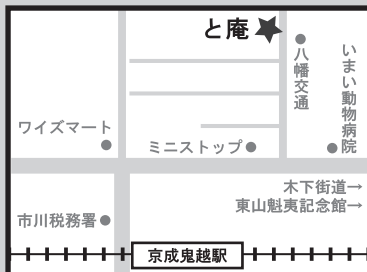 と庵
八幡交通
いまい動物病院
ワイズマート
ミニストップ
木下街道→
東山魁夷記念館→
市川税務署
京成鬼越駅